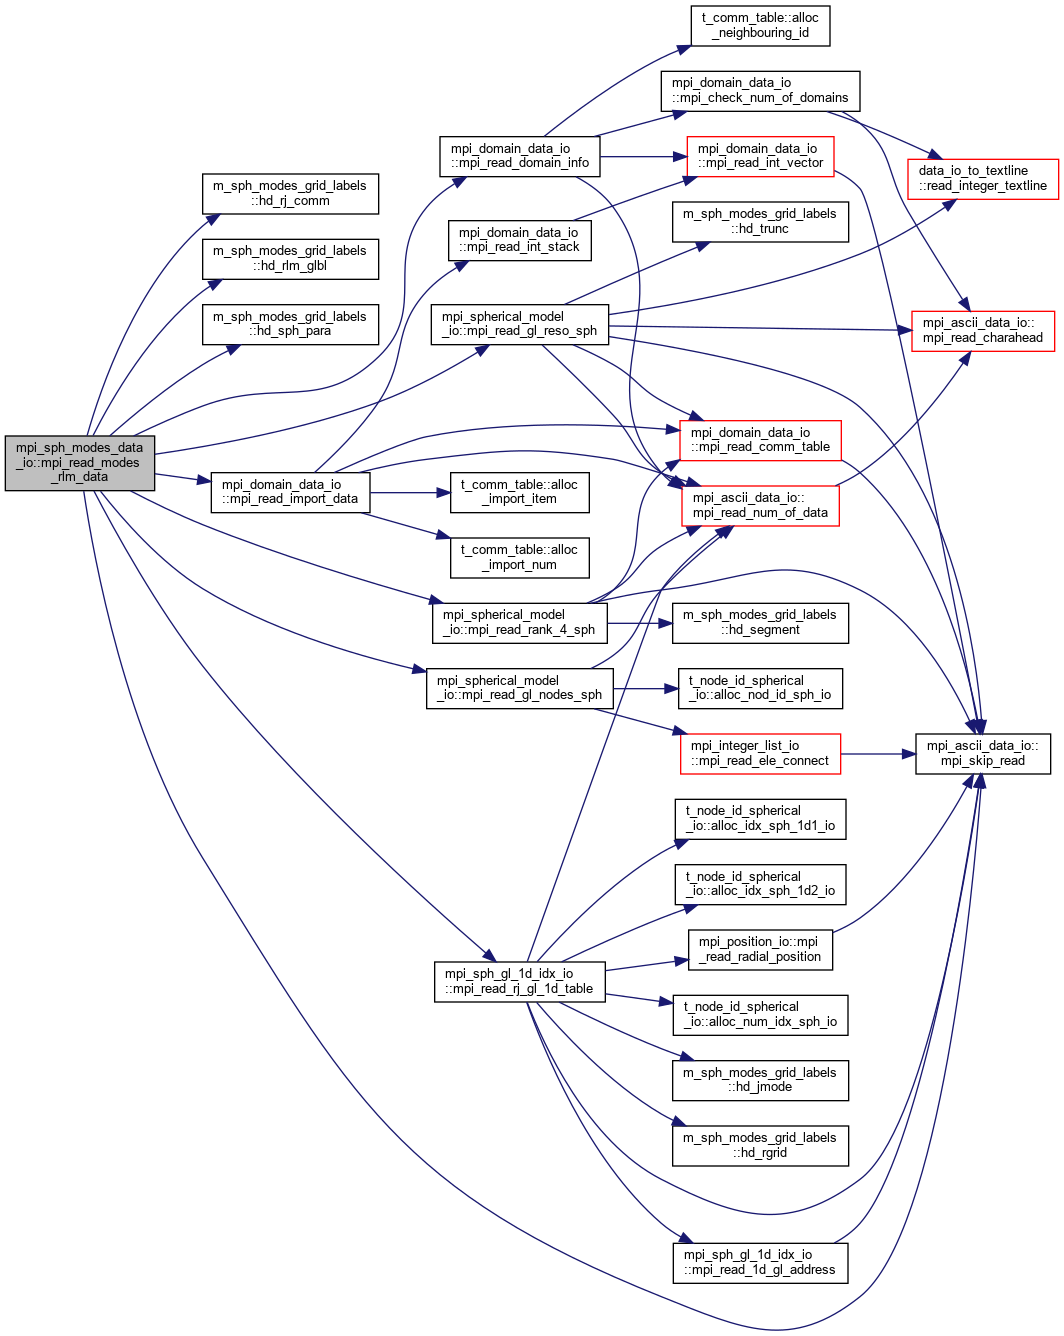 mpi_sph_modes_data
_io::mpi_read_modes
_rlm_data
m_sph_modes_grid_labels
::hd_rj_comm
m_sph_modes_grid_labels
::hd_rlm_glbl
m_sph_modes_grid_labels
::hd_sph_para
mpi_domain_data_io
::mpi_read_import_data
mpi_domain_data_io
::mpi_read_domain_info
mpi_domain_data_io
::mpi_read_int_stack
mpi_spherical_model
_io::mpi_read_gl_reso_sph
t_comm_table::alloc
_import_item
t_comm_table::alloc
_import_num
mpi_spherical_model
_io::mpi_read_rank_4_sph
mpi_spherical_model
_io::mpi_read_gl_nodes_sph
mpi_sph_gl_1d_idx_io
::mpi_read_rj_gl_1d_table
t_comm_table::alloc
_neighbouring_id
mpi_domain_data_io
::mpi_check_num_of_domains
mpi_domain_data_io
::mpi_read_int_vector
m_sph_modes_grid_labels
::hd_trunc
mpi_domain_data_io
::mpi_read_comm_table
mpi_ascii_data_io::
mpi_read_num_of_data
m_sph_modes_grid_labels
::hd_segment
t_node_id_spherical
_io::alloc_nod_id_sph_io
mpi_integer_list_io
::mpi_read_ele_connect
t_node_id_spherical
_io::alloc_idx_sph_1d1_io
t_node_id_spherical
_io::alloc_idx_sph_1d2_io
mpi_position_io::mpi
_read_radial_position
t_node_id_spherical
_io::alloc_num_idx_sph_io
m_sph_modes_grid_labels
::hd_jmode
m_sph_modes_grid_labels
::hd_rgrid
mpi_sph_gl_1d_idx_io
::mpi_read_1d_gl_address
data_io_to_textline
::read_integer_textline
mpi_ascii_data_io::
mpi_read_charahead
mpi_ascii_data_io::
mpi_skip_read